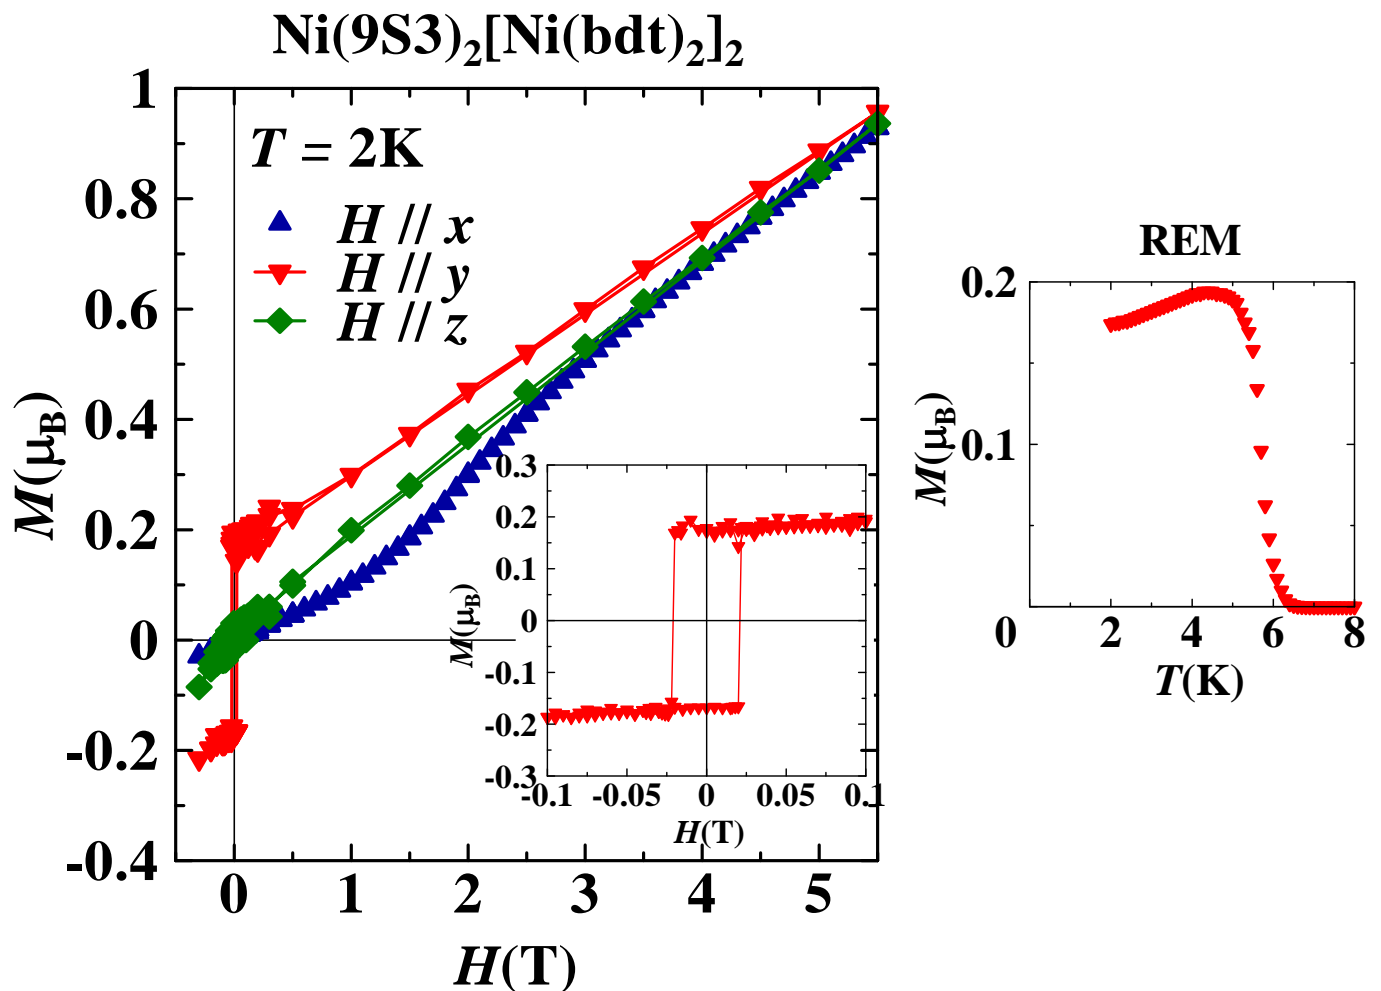 Ni(9S3)₂[Ni(bdt)₂]₂
T = 2K
H // x
H // y
H // z
M(μ_B)
1
0.8
0.6
0.4
0.2
0
-0.2
-0.4
0 1 2 3 4 5
H(T)
M(μ_B)
0.3
0.2
0.1
0
-0.1
-0.2
-0.3
-0.1 -0.05 0 0.05 0.1
H(T)
REM
M(μ_B)
0.2
0.1
0 2 4 6 8
T(K)